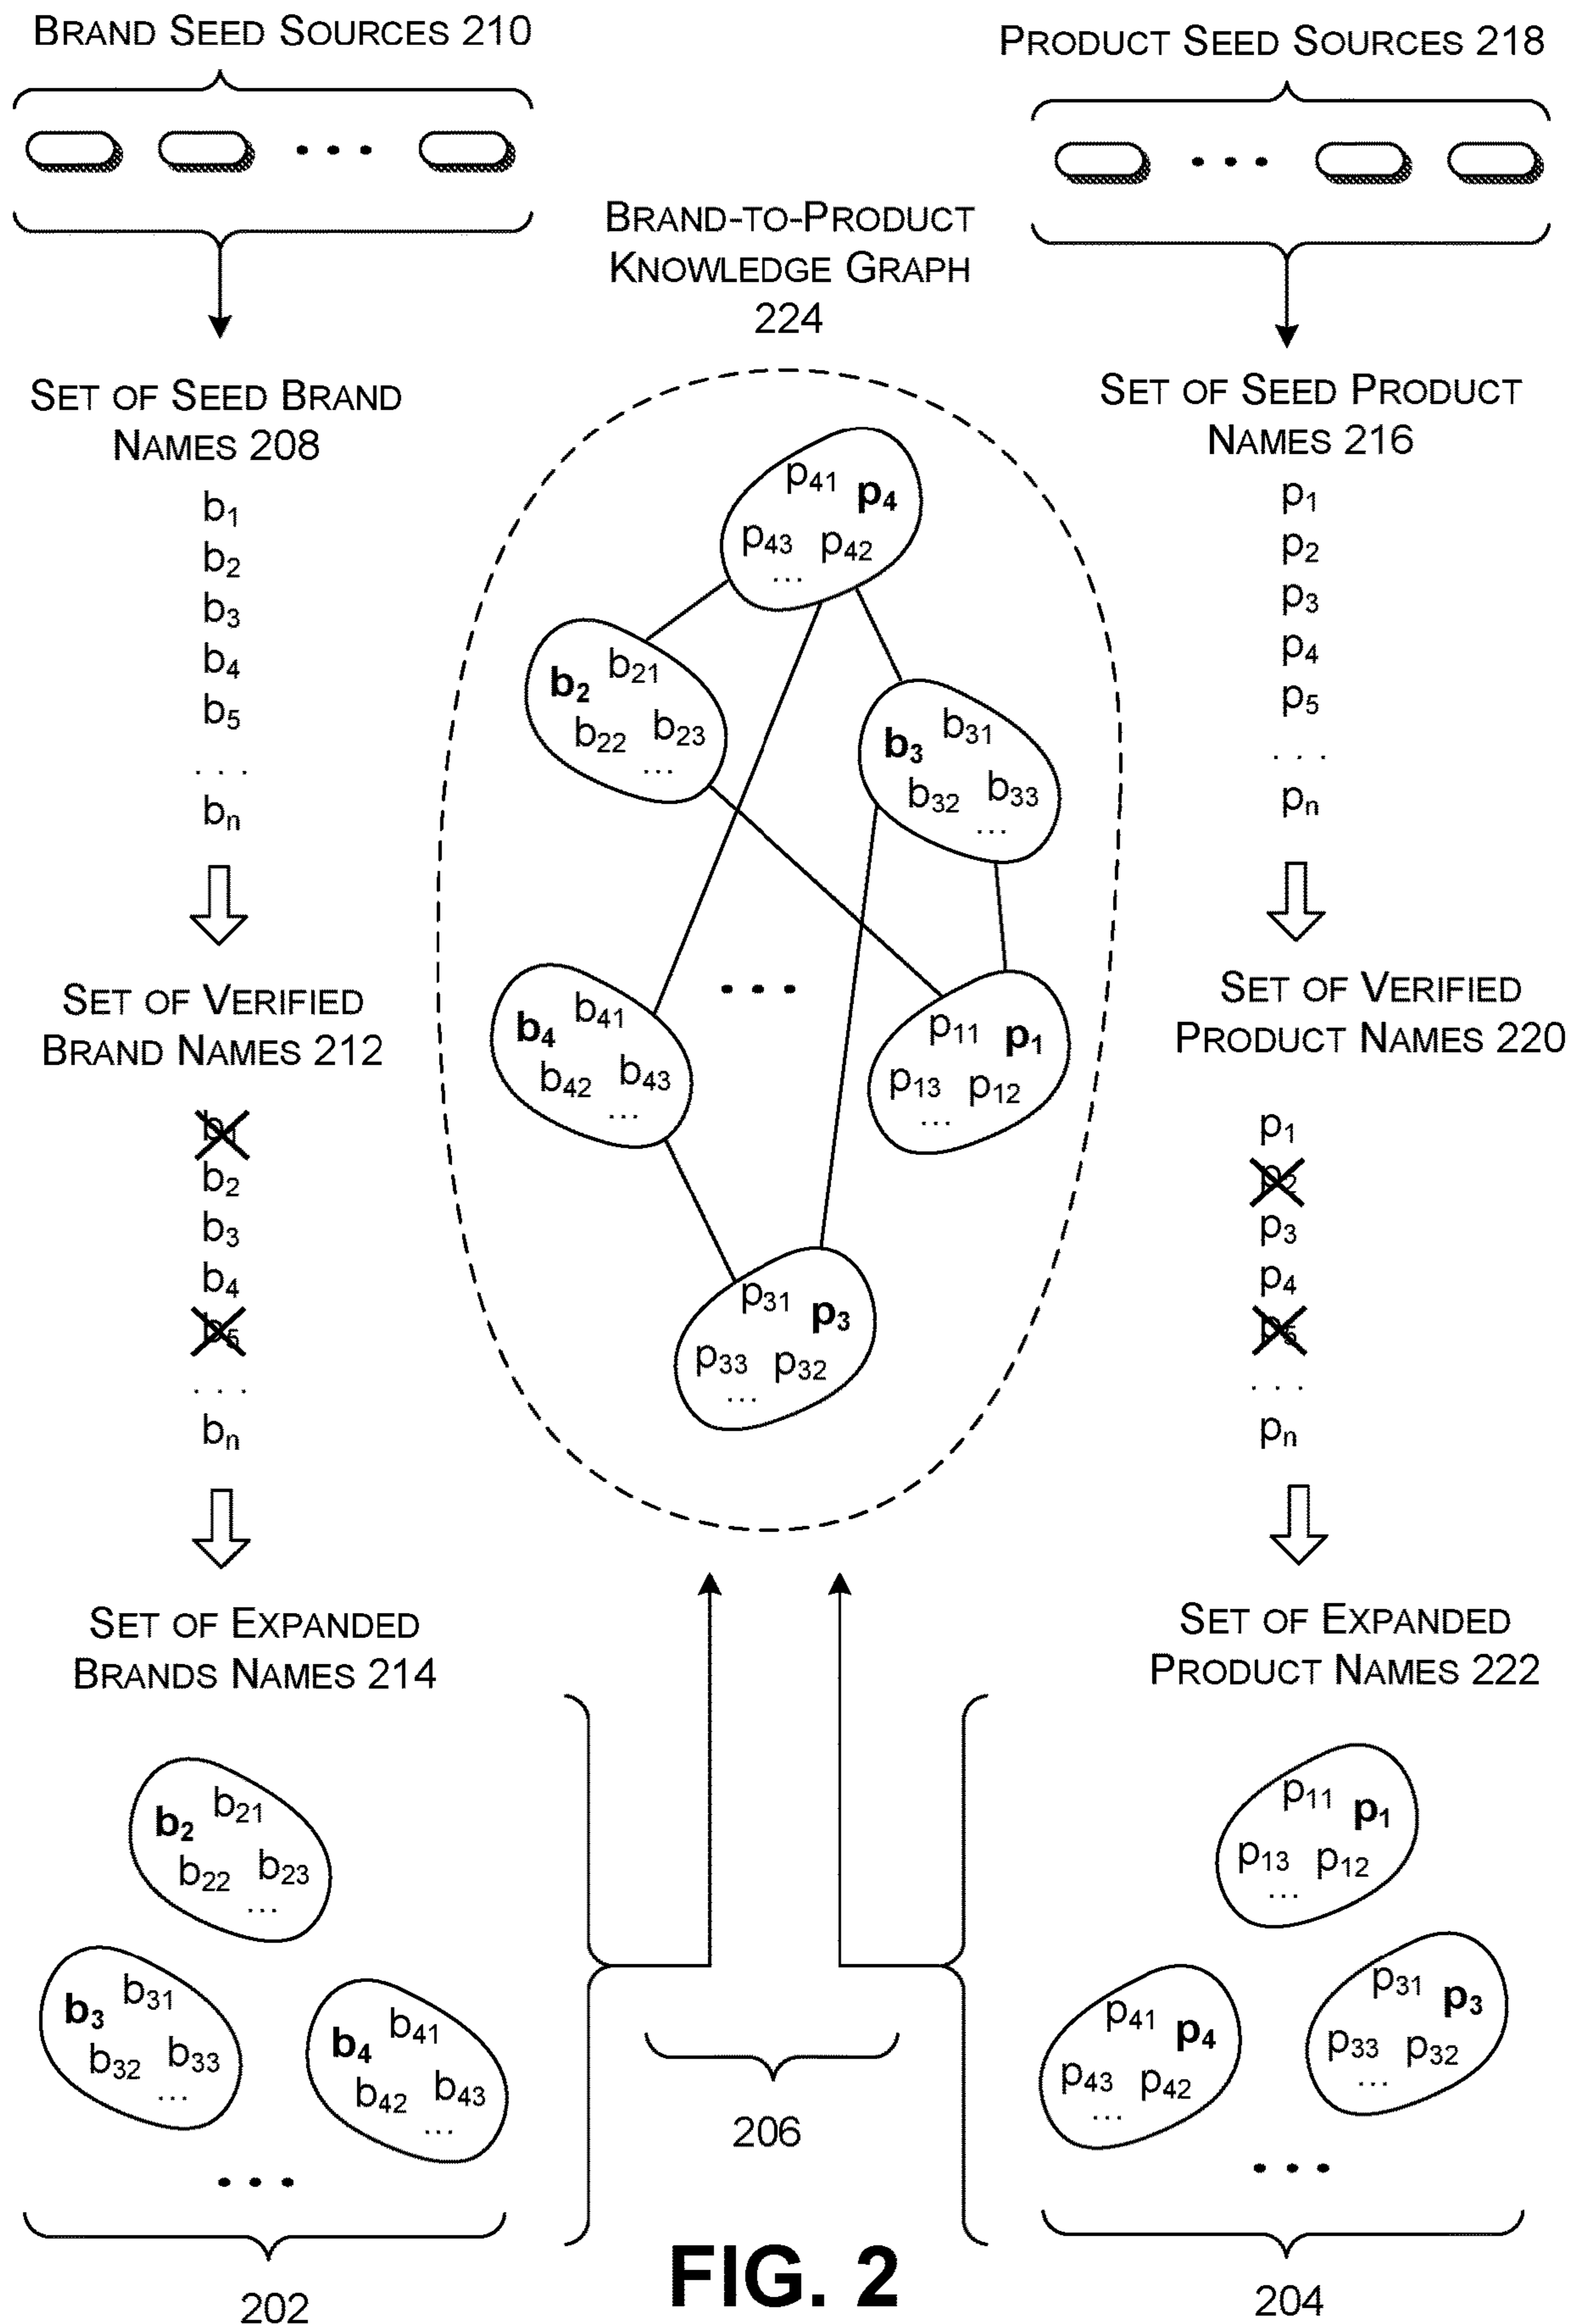 BRAND SEED SOURCES 210
• • •
SET OF SEED BRAND
NAMES 208
b1
b2
b3
b4
b5
. . .
bn
SET OF VERIFIED
BRAND NAMES 212
b1
b2
b3
b4
b5
. . .
bn
SET OF EXPANDED
BRANDS NAMES 214
b21
b2
b22 b23
...
b31
b3
b32 b33
...
b41
b4
b42 b43
...
• • •
202
BRAND-TO-PRODUCT
KNOWLEDGE GRAPH
224
p41
p4
p43 p42
...
b21
b2
b22 b23
...
b31
b3
b32 b33
...
b41
b4
b42 b43
...
• • •
p11
p1
p13 p12
...
p31
p3
p33 p32
...
206
FIG. 2
PRODUCT SEED SOURCES 218
• • •
SET OF SEED PRODUCT
NAMES 216
p1
p2
p3
p4
p5
. . .
pn
SET OF VERIFIED
PRODUCT NAMES 220
p1
p2
p3
p4
p5
. . .
pn
SET OF EXPANDED
PRODUCT NAMES 222
p11
p1
p13 p12
...
p41
p4
p43 p42
...
p31
p3
p33 p32
...
• • •
204